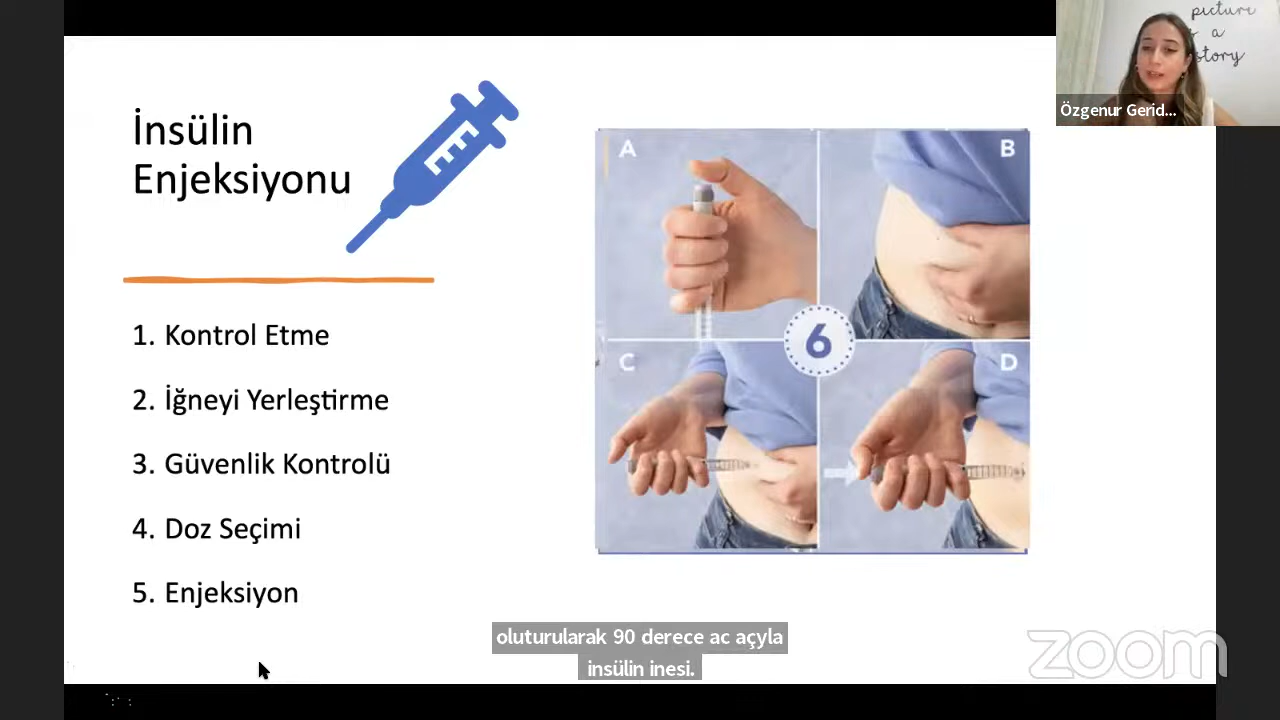 İnsülin
Enjeksiyonu
1. Kontrol Etme
2. İğneyi Yerleştirme
3. Güvenlik Kontrolü
4. Doz Seçimi
5. Enjeksiyon
A
B
6
C
D
picture
a
story
Özgenur Gerid...
oluturularak 90 derece ac açıyla
insülin inesi.
zoom